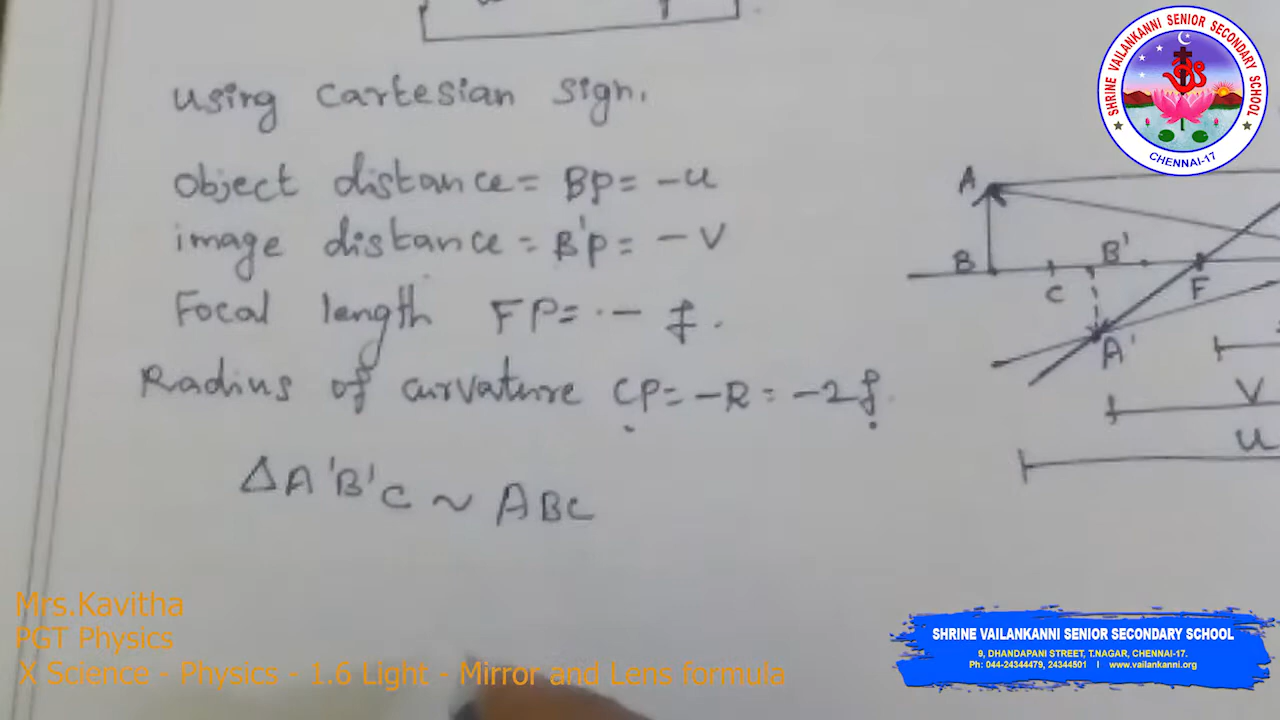 using Cartesian sign.
object distance = BP = -u
image distance = B'P = - V
Focal length FP = - f.
Radius of curvature CP = -R = -2f.
ΔA'B'C ~ ABC
A
B
C
B'
F
A'
V
u
SHRINE VAILANKANNI SENIOR SECONDARY SCHOOL
CHENNAI-17
Mrs.Kavitha
PGT Physics
X Science - Physics - 1.6 Light - Mirror and Lens formula
SHRINE VAILANKANNI SENIOR SECONDARY SCHOOL
9, DHANDAPANI STREET, T.NAGAR, CHENNAI-17.
Ph: 044-24344479, 24344501 I www.vailankanni.org